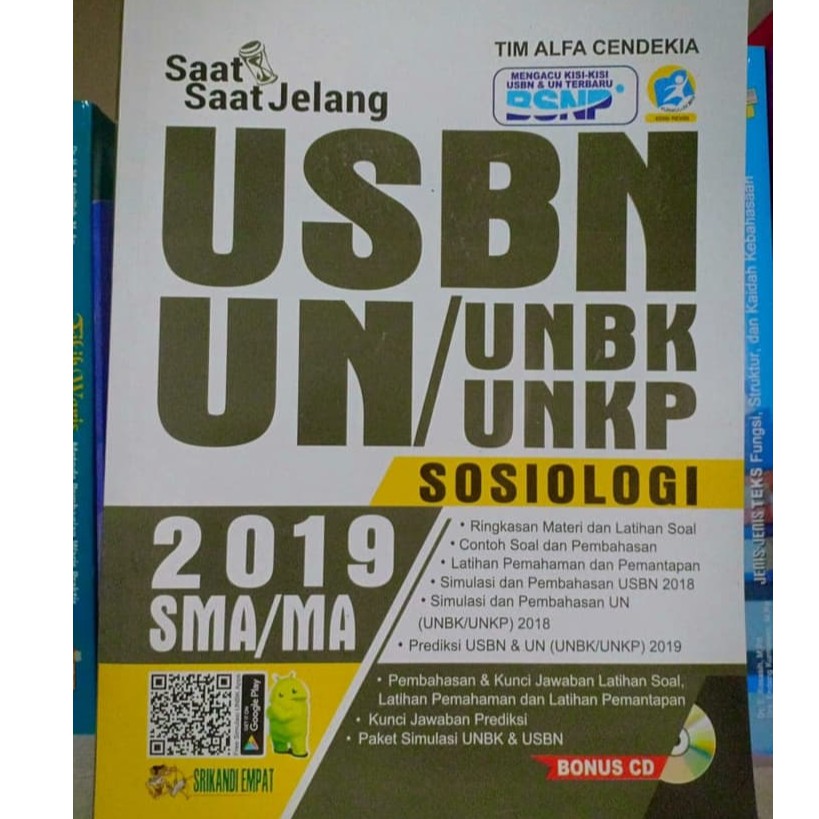 TIM ALFA CENDEKIA
Saat
Saat Jelang
MENGACU KISI-KISI
USBN & UN TERBARU
BSNP
USBN
UN/UNBK
UNKP
SOSIOLOGI
2019
SMA/MA
• Ringkasan Materi dan Latihan Soal
• Contoh Soal dan Pembahasan
• Latihan Pemahaman dan Pemantapan
• Simulasi dan Pembahasan USBN 2018
• Simulasi dan Pembahasan UN
(UNBK/UNKP) 2018
• Prediksi USBN & UN (UNBK/UNKP) 2019
• Pembahasan & Kunci Jawaban Latihan Soal,
Latihan Pemahaman dan Latihan Pemantapan
• Kunci Jawaban Prediksi
• Paket Simulasi UNBK & USBN
BONUS CD
GET IT ON
Google Play
SRIKANDI EMPAT
JENIS-JENIS TEKS Fungsi, Struktur, dan Kaidah Kebahasaan